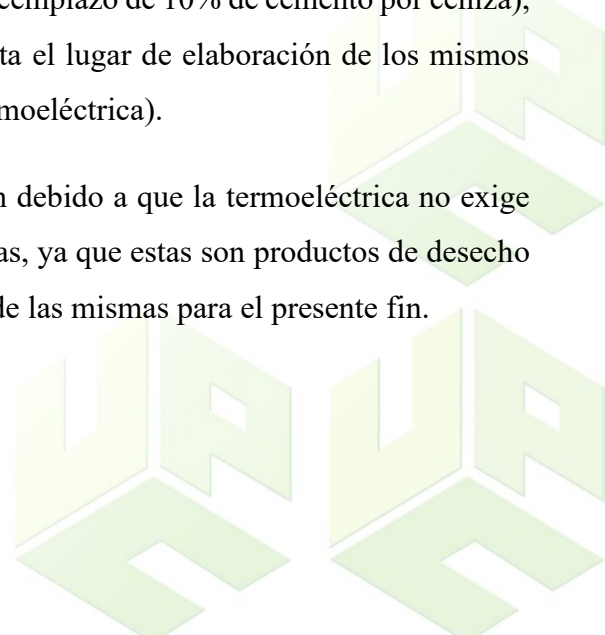 eemplazo de 10% de cemento por ceniza),
ta el lugar de elaboración de los mismos
moeléctrica).
n debido a que la termoeléctrica no exige
as, ya que estas son productos de desecho
de las mismas para el presente fin.